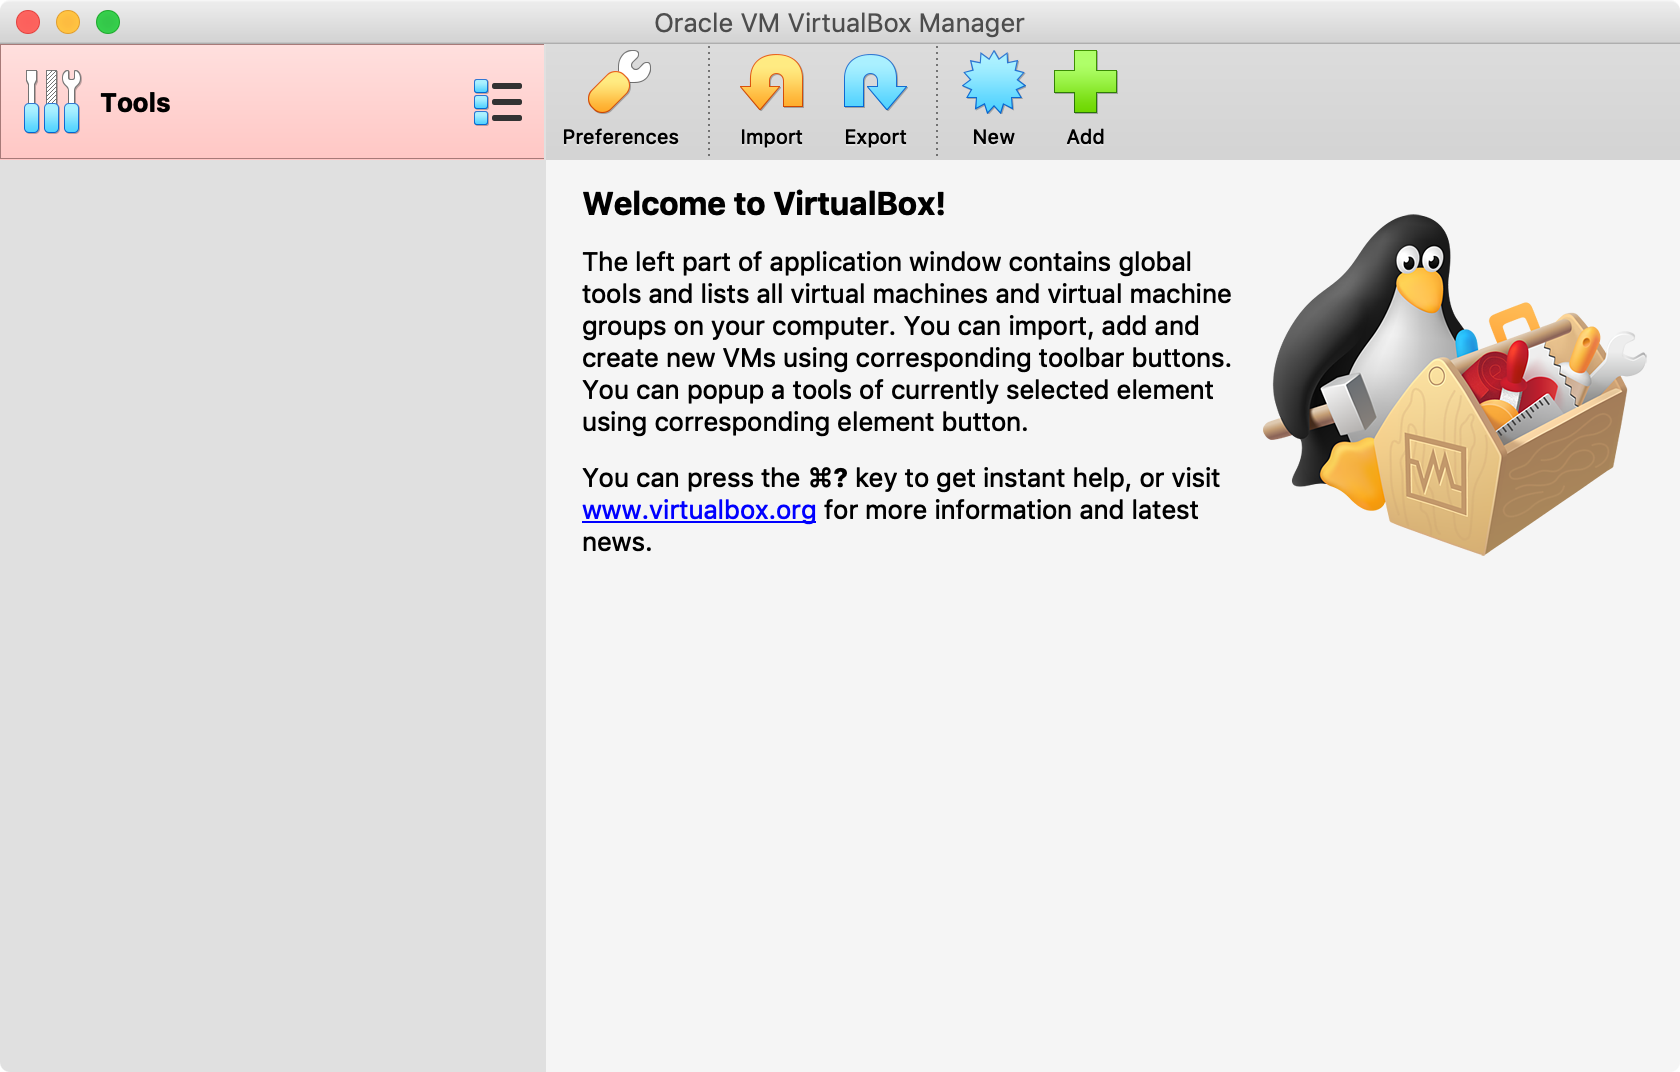 Oracle VM VirtualBox Manager
Tools
Preferences
Import
Export
New
Add
Welcome to VirtualBox!
The left part of application window contains global
tools and lists all virtual machines and virtual machine
groups on your computer. You can import, add and
create new VMs using corresponding toolbar buttons.
You can popup a tools of currently selected element
using corresponding element button.
You can press the ⌘? key to get instant help, or visit
www.virtualbox.org for more information and latest
news.